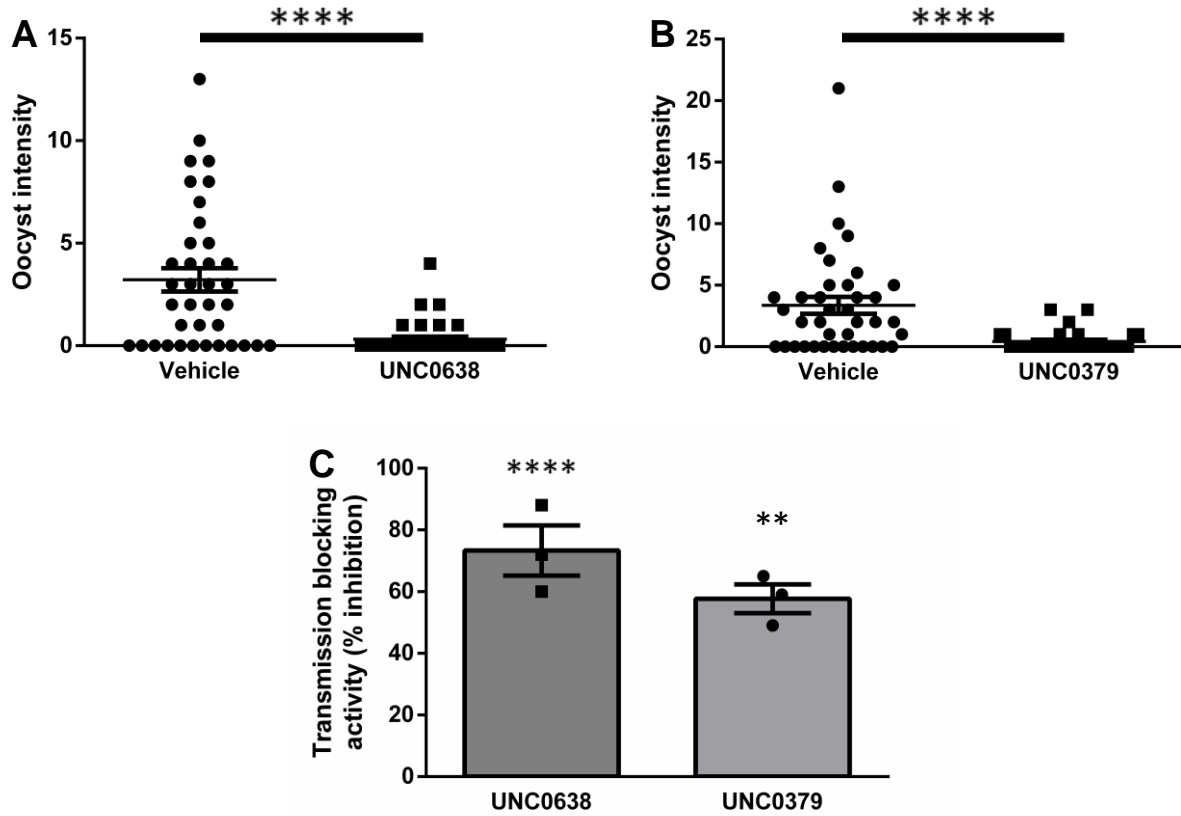 A
****
15
10
5
0
Oocyst intensity
Vehicle
UNC0638
B
****
25
20
15
10
5
0
Oocyst intensity
Vehicle
UNC0379
C
100
80
60
40
20
0
Transmission blocking
activity (% inhibition)
****
**
UNC0638
UNC0379